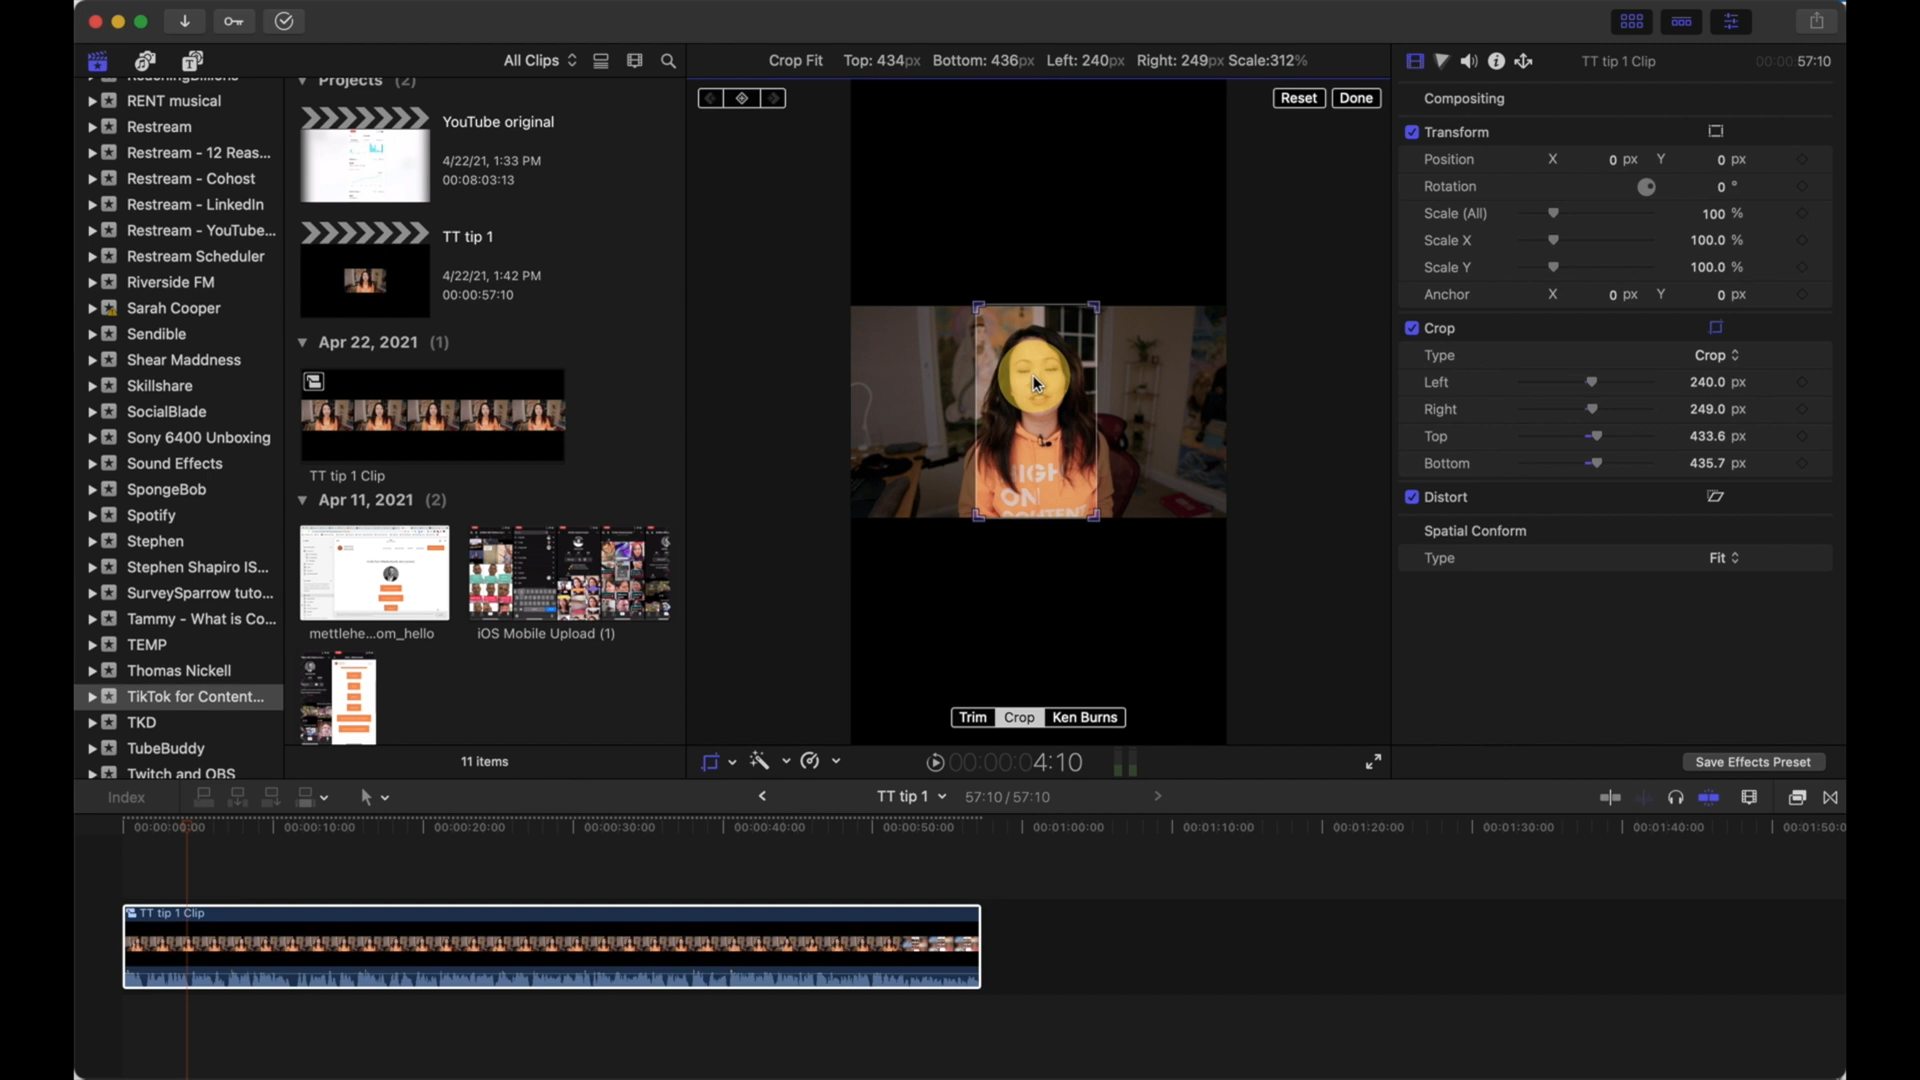 All Clips
Crop Fit Top: 434px Bottom: 436px Left: 240px Right: 249px Scale:312%
TT tip 1 Clip 00:00:57:10
RENT musical
Restream
Restream - 12 Reas...
Restream - Cohost
Restream - LinkedIn
Restream - YouTube...
Restream Scheduler
Riverside FM
Sarah Cooper
Sendible
Shear Maddness
Skillshare
SocialBlade
Sony 6400 Unboxing
Sound Effects
SpongeBob
Spotify
Stephen
Stephen Shapiro IS...
SurveySparrow tuto...
Tammy - What is Co...
TEMP
Thomas Nickell
TikTok for Content...
TKD
TubeBuddy
Twitch and OBS
Projects (2)
YouTube original
4/22/21, 1:33 PM
00:08:03:13
TT tip 1
4/22/21, 1:42 PM
00:00:57:10
Apr 22, 2021 (1)
TT tip 1 Clip
Apr 11, 2021 (2)
mettlehe...om_hello
iOS Mobile Upload (1)
11 items
Reset Done
HIGH
ON
CONTENT
Trim Crop Ken Burns
00:00:04:10
Compositing
Transform
Position X 0 px Y 0 px
Rotation 0 °
Scale (All) 100 %
Scale X 100.0 %
Scale Y 100.0 %
Anchor X 0 px Y 0 px
Crop
Type Crop
Left 240.0 px
Right 249.0 px
Top 433.6 px
Bottom 435.7 px
Distort
Spatial Conform
Type Fit
Save Effects Preset
Index
TT tip 1 57:10 / 57:10
00:00:00:00 00:00:10:00 00:00:20:00 00:00:30:00 00:00:40:00 00:00:50:00 00:01:00:00 00:01:10:00 00:01:20:00 00:01:30:00 00:01:40:00 00:01:50:0
TT tip 1 Clip